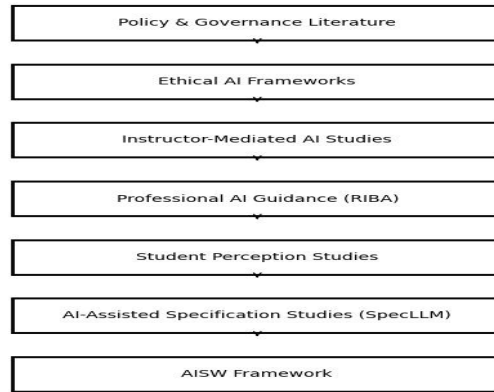 Policy & Governance Literature
Ethical AI Frameworks
Instructor-Mediated AI Studies
Professional AI Guidance (RIBA)
Student Perception Studies
AI-Assisted Specification Studies (SpecLLM)
AISW Framework